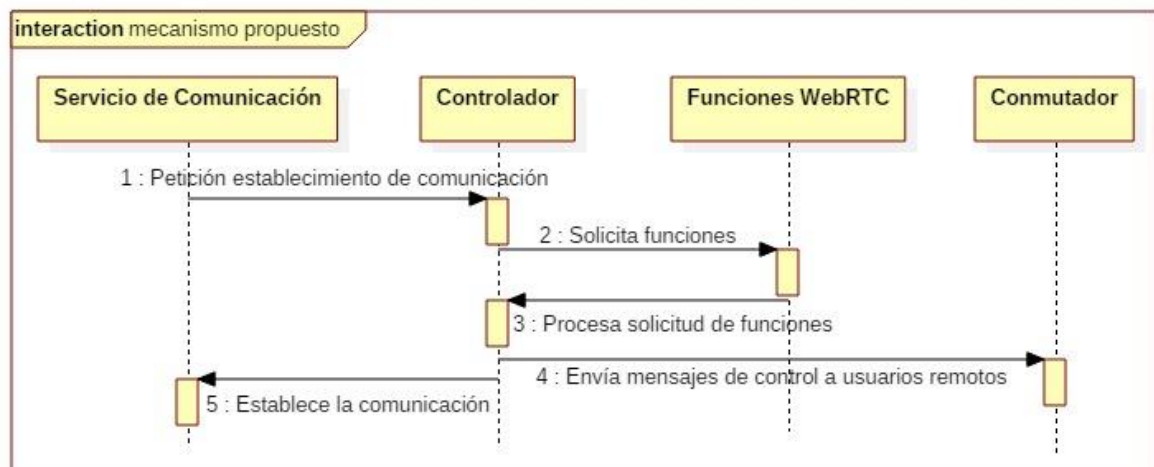 interaction mecanismo propuesto
Servicio de Comunicación
Controlador
Funciones WebRTC
Conmutador
1 : Petición establecimiento de comunicación
2 : Solicita funciones
3 : Procesa solicitud de funciones
4 : Envía mensajes de control a usuarios remotos
5 : Establece la comunicación